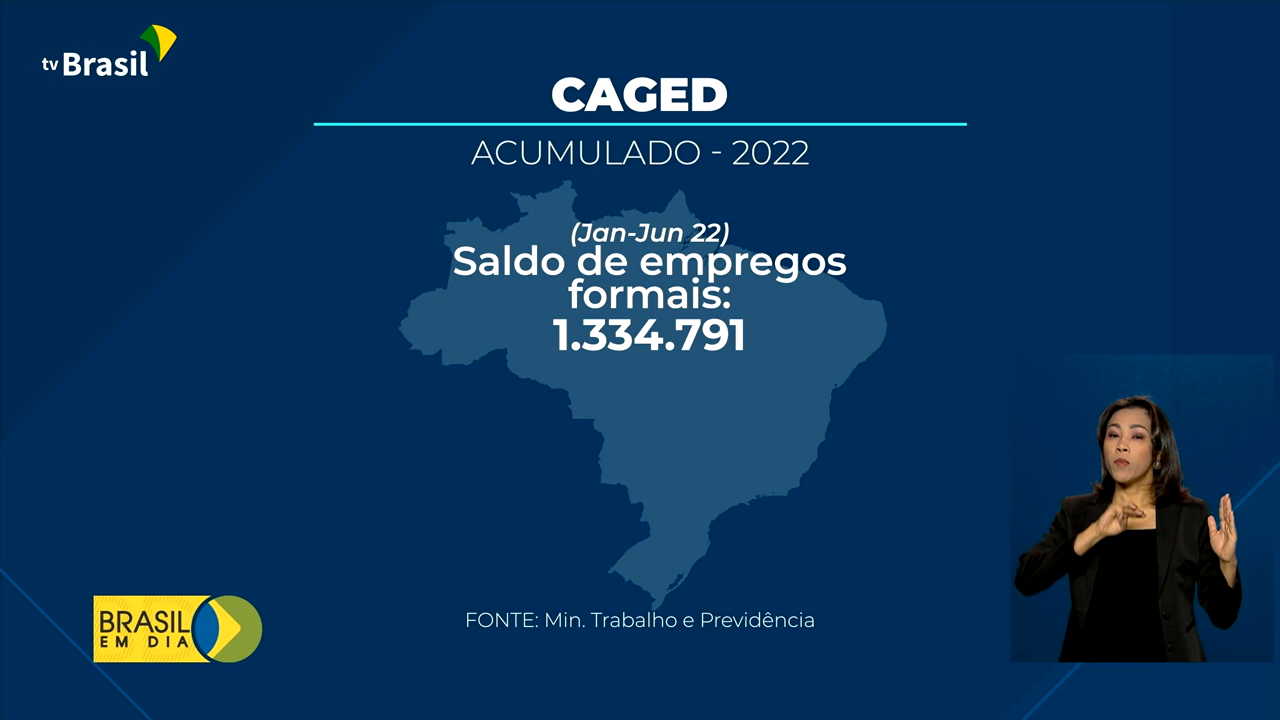 tv Brasil
CAGED
ACUMULADO - 2022
(Jan-Jun 22)
Saldo de empregos
formais:
1.334.791
FONTE: Min. Trabalho e Previdência
BRASIL
EM DIA